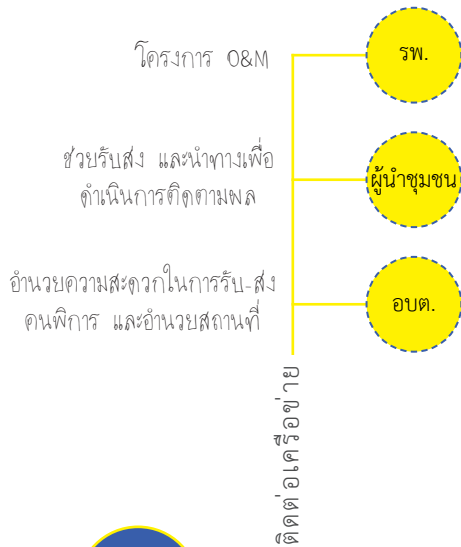 โครงการ O&M
รพ.
ช่วยรับส่ง และนำทางเพื่อ
ดำเนินการติดตามผล
ผู้นำชุมชน
อำนวยความสะดวกในการรับ-ส่ง
คนพิการ และอำนวยสถานที่
อบต.
ติดต่อเครือข่าย